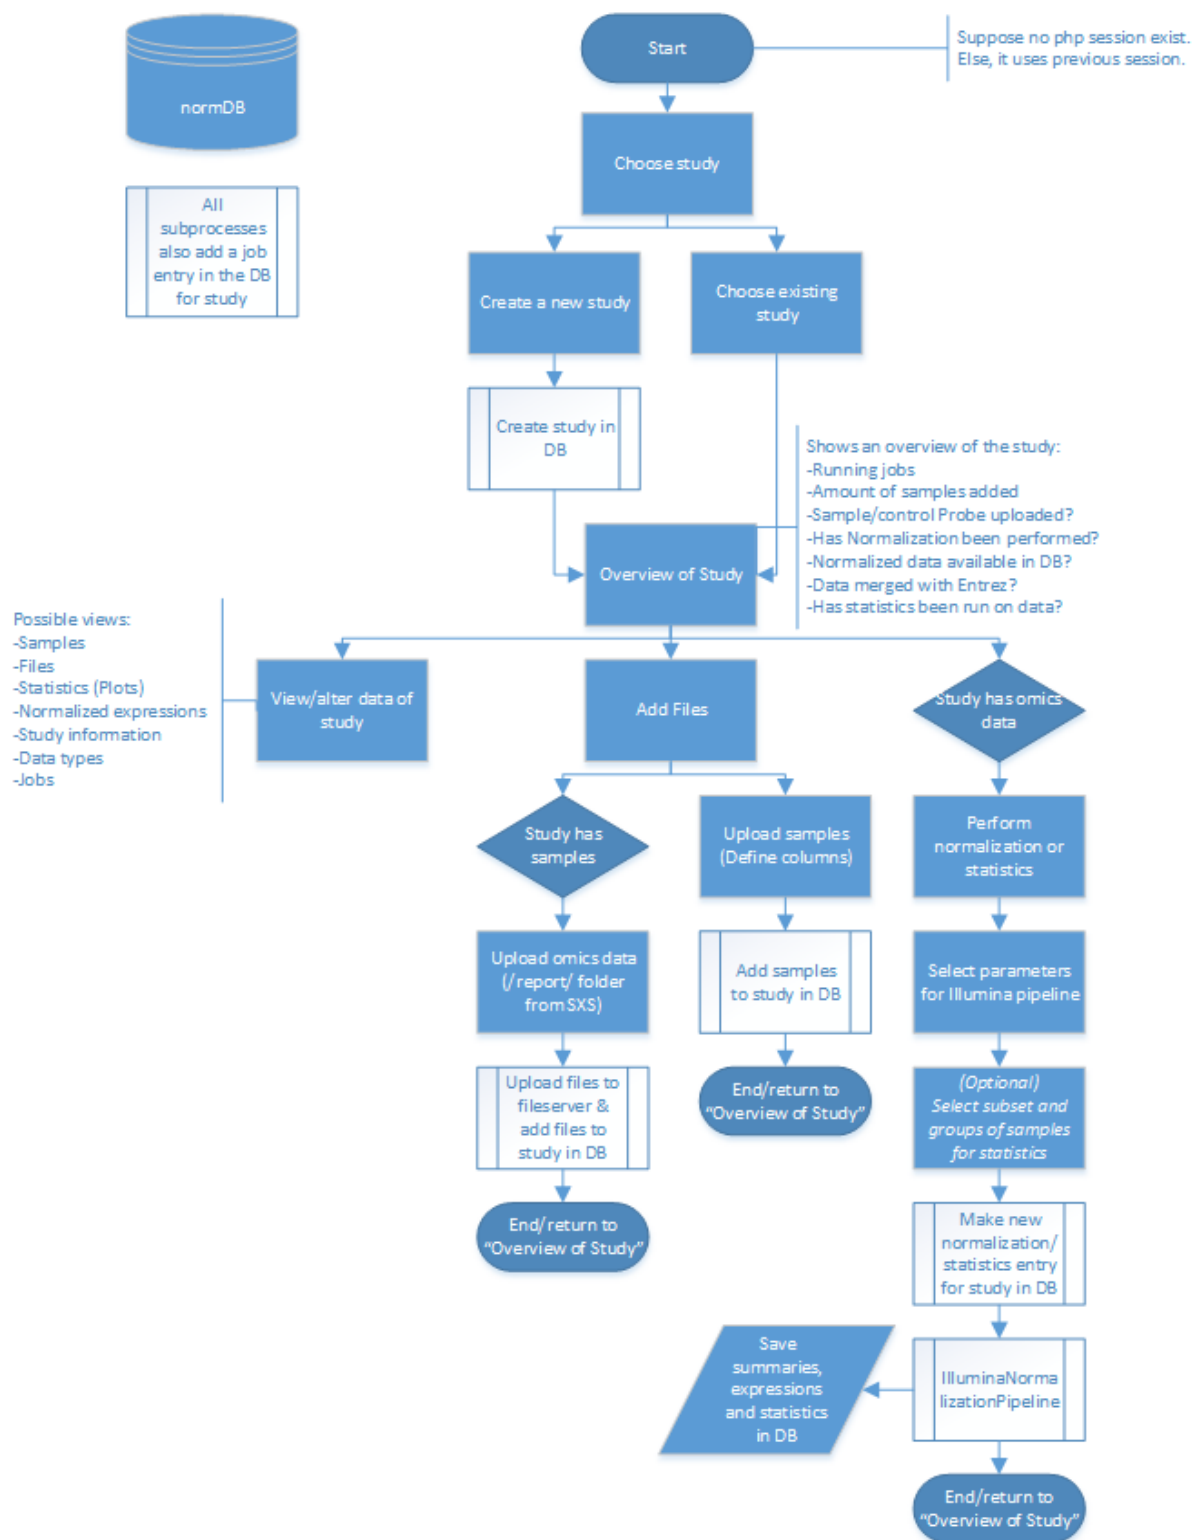 Start
Suppose no php session exist.
Else, it uses previous session.
normDB
Choose study
All
subprocesses
also add a job
entry in the DB
for study
Create a new study
Choose existing
study
Create study in
DB
Shows an overview of the study:
-Running jobs
-Amount of samples added
-Sample/control Probe uploaded?
-Has Normalization been performed?
-Normalized data available in DB?
-Data merged with Entrez?
-Has statistics been run on data?
Overview of Study
Possible views:
-Samples
-Files
-Statistics (Plots)
-Normalized expressions
-Study information
-Data types
-Jobs
View/alter data of
study
Add Files
Study has omics
data
Study has
samples
Upload samples
(Define columns)
Perform
normalization or
statistics
Upload omics data
(/report/ folder
from SXS)
Add samples
to study in DB
Select parameters
for Illumina pipeline
Upload files to
fileserver &
add files to
study in DB
End/return to
“Overview of Study”
(Optional)
Select subset and
groups of samples
for statistics
End/return to
“Overview of Study”
Make new
normalization/
statistics entry
for study in DB
Save
summaries,
expressions
and statistics
in DB
IlluminaNorma
lizationPipeline
End/return to
“Overview of Study”